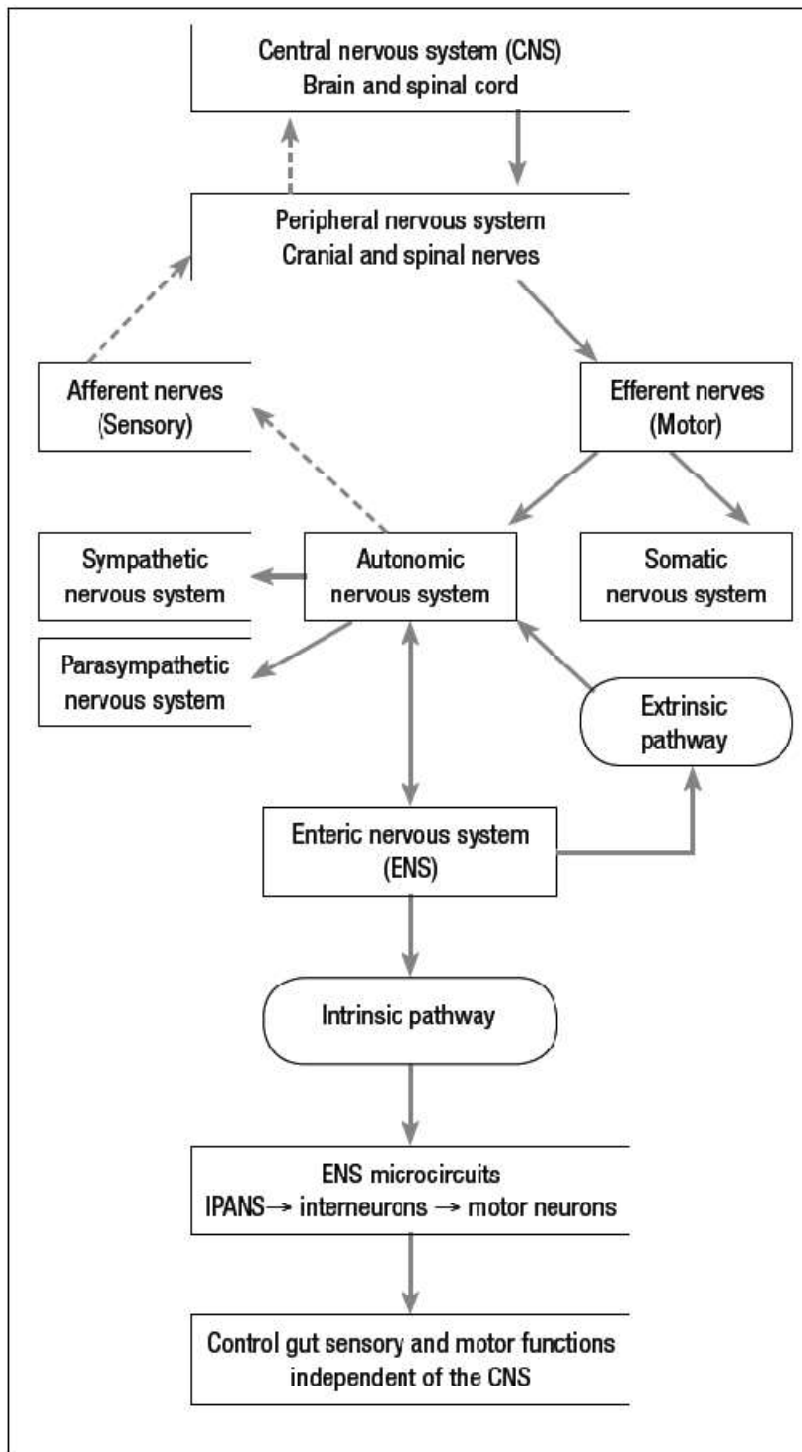 Central nervous system (CNS)
Brain and spinal cord
Peripheral nervous system
Cranial and spinal nerves
Afferent nerves
(Sensory)
Efferent nerves
(Motor)
Sympathetic
nervous system
Autonomic
nervous system
Somatic
nervous system
Parasympathetic
nervous system
Extrinsic
pathway
Enteric nervous system
(ENS)
Intrinsic pathway
ENS microcircuits
IPANS→ interneurons → motor neurons
Control gut sensory and motor functions
independent of the CNS